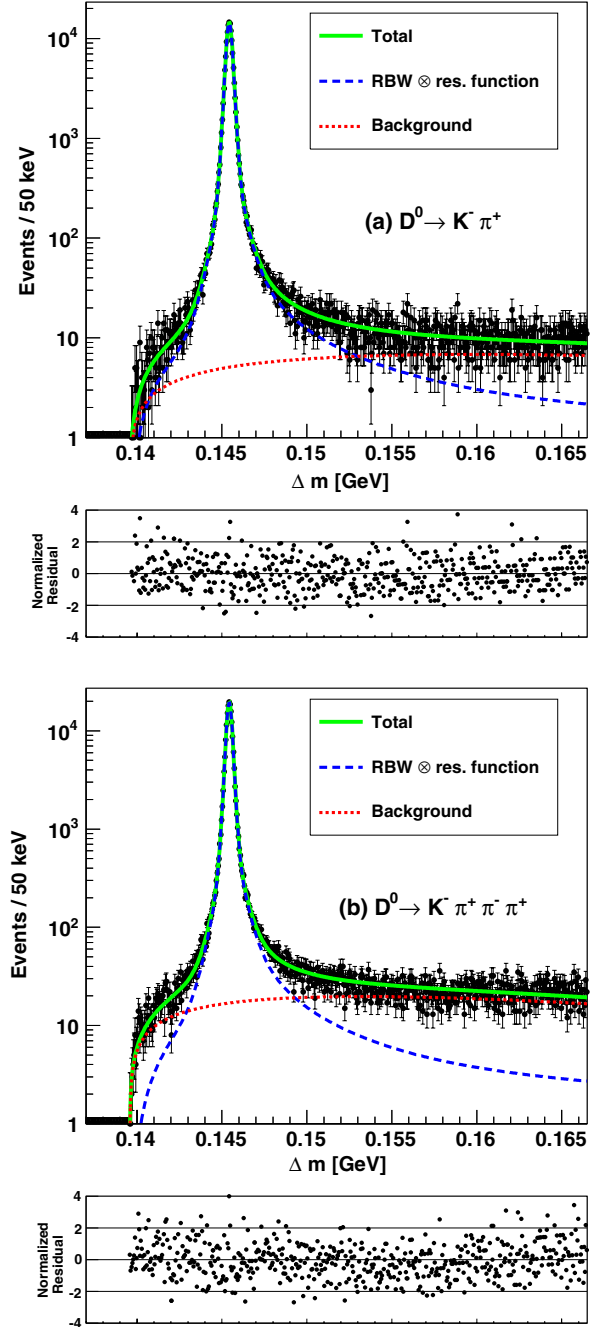 10⁴
Total
RBW ⊗ res. function
10³
Background
Events / 50 keV
(a) D⁰→ K⁻ π⁺
10²
10
1
0.14 0.145 0.15 0.155 0.16 0.165
Δ m [GeV]
4
2
Normalized
Residual
0
-2
-4
10⁴
Total
RBW ⊗ res. function
10³
Background
Events / 50 keV
(b) D⁰→ K⁻ π⁺ π⁻ π⁺
10²
10
1
0.14 0.145 0.15 0.155 0.16 0.165
Δ m [GeV]
4
2
Normalized
Residual
0
-2
-4